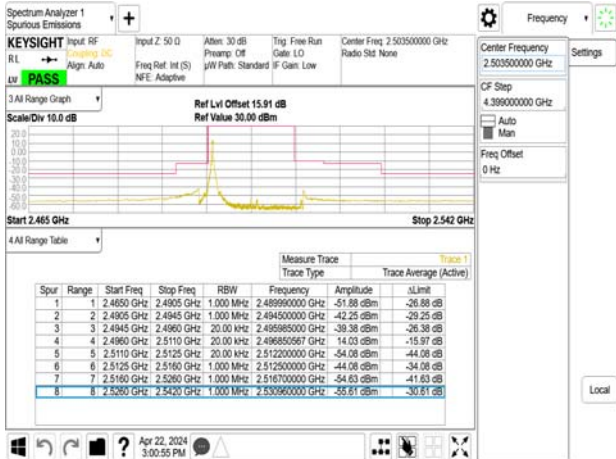 Spectrum Analyzer 1
Spurious Emissions
Frequency
KEYSIGHT Input: RF Input Z: 50 Ω Atten: 30 dB Trig: Free Run Center Freq: 2.503500000 GHz
RL Coupling: DC Preamp: Off Gate: LO Radio Std: None
Align: Auto Freq Ref: Int (S) µW Path: Standard IF Gain: Low
LW PASS NFE: Adaptive
Center Frequency
2.503500000 GHz
Settings
CF Step
4.399000000 GHz
Auto
Man
Freq Offset
0 Hz
3 All Range Graph
Ref Lvl Offset 15.91 dB
Scale/Div 10.0 dB Ref Value 30.00 dBm
20.0
10.0
0.00
-10.0
-20.0
-30.0
-40.0
-50.0
-60.0
Start 2.465 GHz Stop 2.542 GHz
4 All Range Table
Measure Trace Trace 1
Trace Type Trace Average (Active)
Spur Range Start Freq Stop Freq RBW Frequency Amplitude ΔLimit
1 1 2.4650 GHz 2.4905 GHz 1.000 MHz 2.489990000 GHz -51.88 dBm -26.88 dB
2 2 2.4905 GHz 2.4945 GHz 1.000 MHz 2.494500000 GHz -42.25 dBm -29.25 dB
3 3 2.4945 GHz 2.4960 GHz 20.00 kHz 2.495985000 GHz -39.38 dBm -26.38 dB
4 4 2.4960 GHz 2.5110 GHz 20.00 kHz 2.496850567 GHz 14.03 dBm -15.97 dB
5 5 2.5110 GHz 2.5125 GHz 20.00 kHz 2.512200000 GHz -54.08 dBm -44.08 dB
6 6 2.5125 GHz 2.5160 GHz 1.000 MHz 2.512500000 GHz -44.08 dBm -34.08 dB
7 7 2.5160 GHz 2.5260 GHz 1.000 MHz 2.516700000 GHz -54.63 dBm -41.63 dB
8 8 2.5260 GHz 2.5420 GHz 1.000 MHz 2.530960000 GHz -55.61 dBm -30.61 dB
Local
Apr 22, 2024
3:00:55 PM